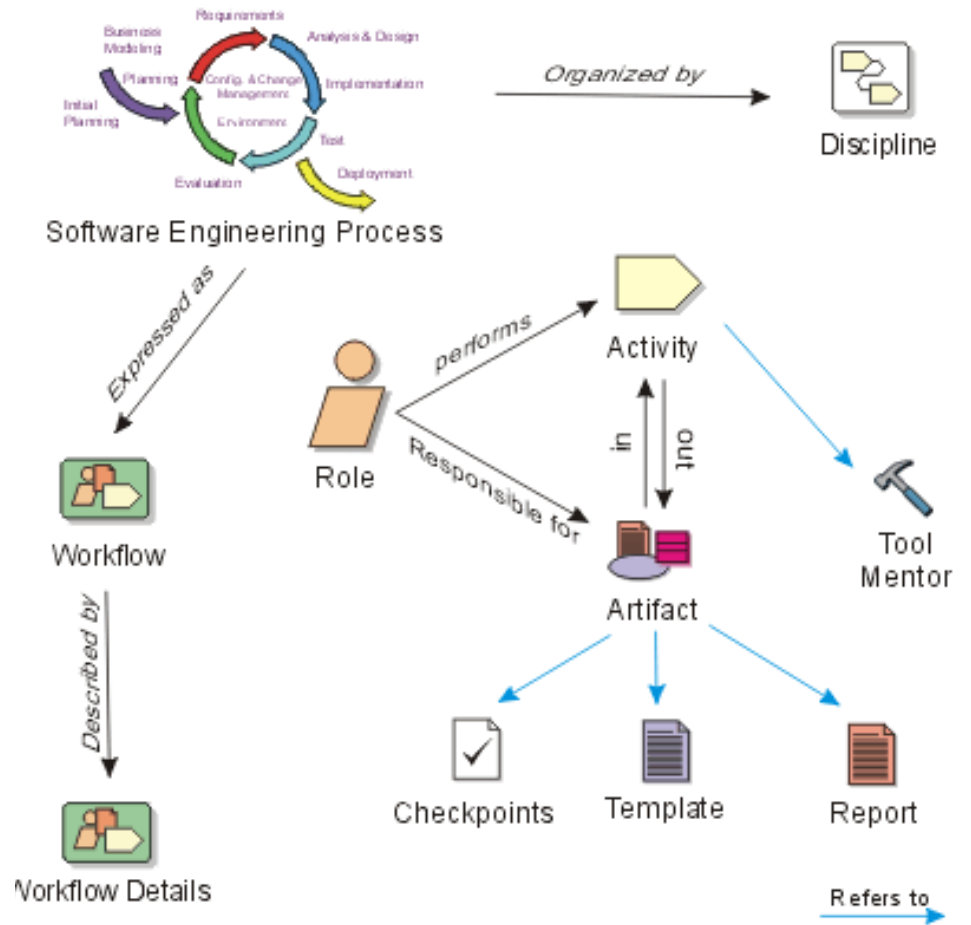 Requirements
Business
Modeling
Analysis & Design
Planning
Config. & Change
Management
Implementation
Initial
Planning
Environment
Test
Evaluation
Deployment
Software Engineering Process
Organized by
Discipline
Expressed as
performs
Activity
Role
Responsible for
in
out
Workflow
Artifact
Tool
Mentor
Described by
Checkpoints
Template
Report
Workflow Details
Refers to